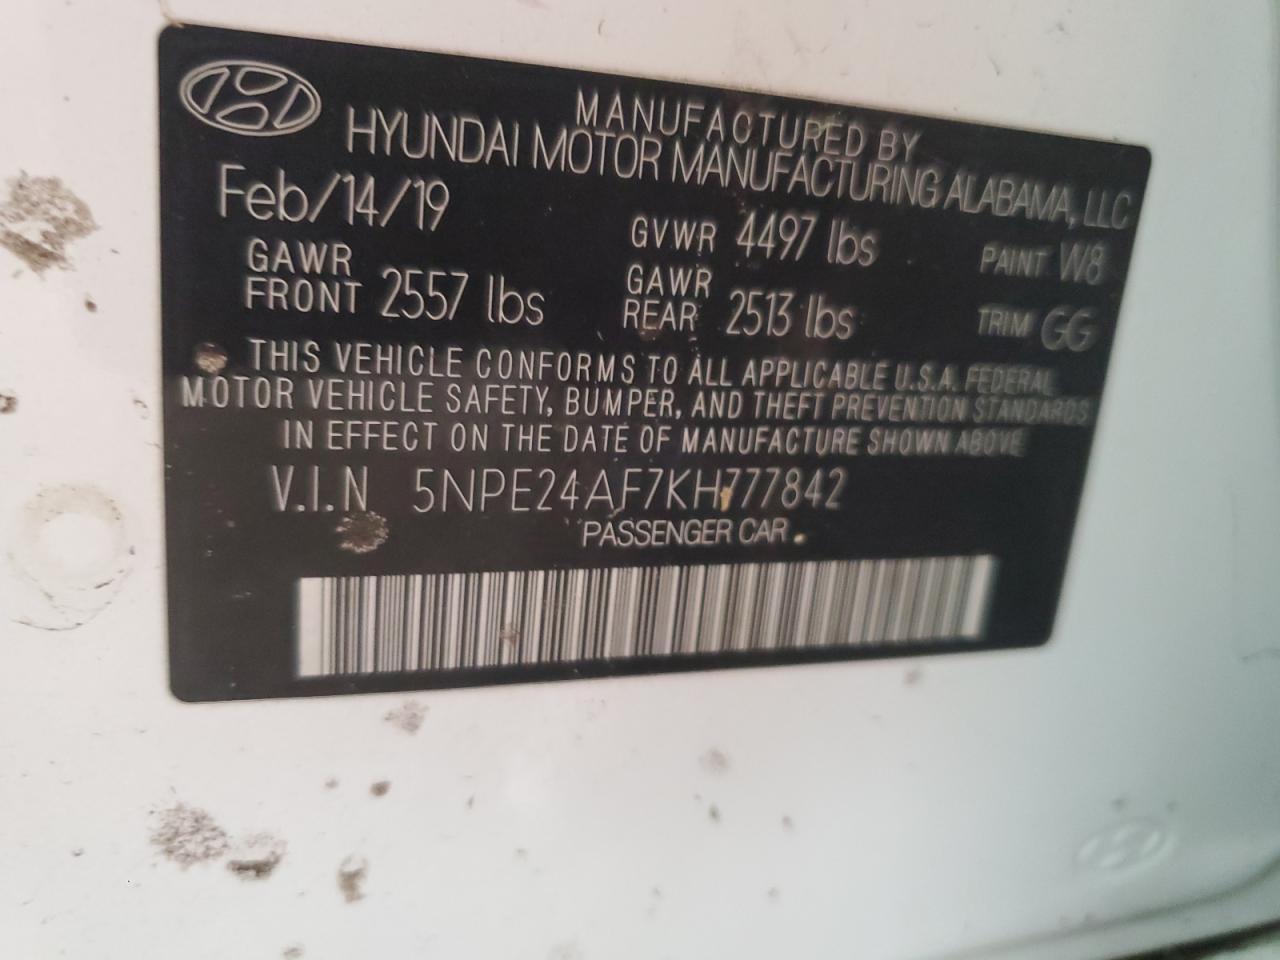 MANUFACTURED BY
HYUNDAI MOTOR MANUFACTURING ALABAMA, LLC
Feb/14/19 GVWR 4497 lbs PAINT W8
GAWR FRONT 2557 lbs GAWR REAR 2513 lbs TRIM GG
THIS VEHICLE CONFORMS TO ALL APPLICABLE U.S.A. FEDERAL
MOTOR VEHICLE SAFETY, BUMPER, AND THEFT PREVENTION STANDARDS
IN EFFECT ON THE DATE OF MANUFACTURE SHOWN ABOVE
V.I.N 5NPE24AF7KH777842
PASSENGER CAR